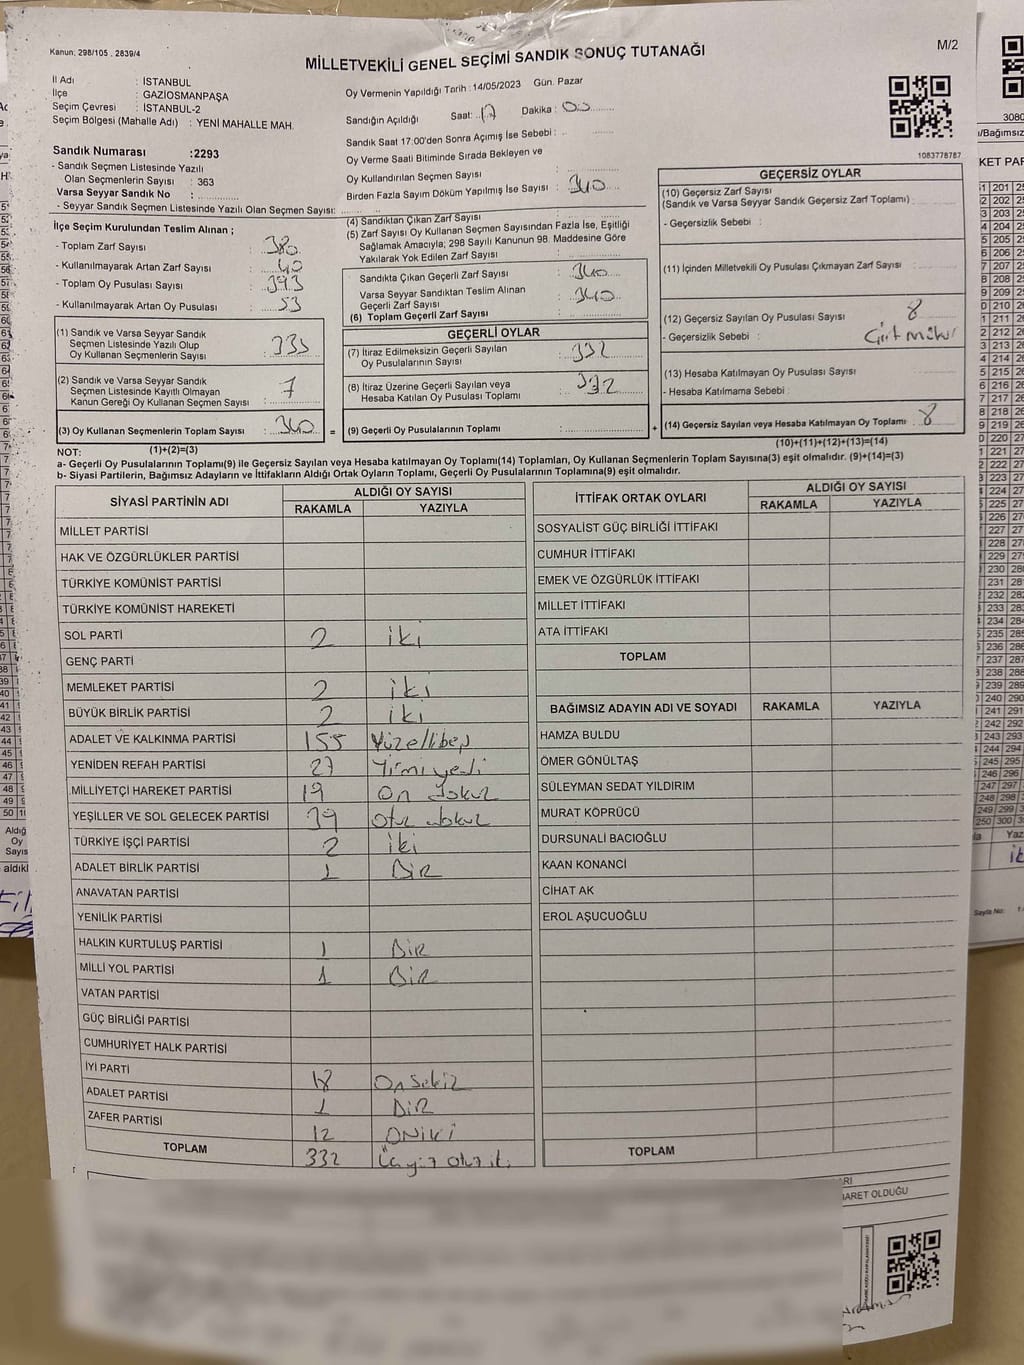 Kanun; 298/105 , 2839/4
MİLLETVEKİLİ GENEL SEÇİMİ SANDIK SONUÇ TUTANAĞI
M/2
İl Adı : İSTANBUL
İlçe : GAZİOSMANPAŞA
Seçim Çevresi : İSTANBUL-2
Seçim Bölgesi (Mahalle Adı) : YENİ MAHALLE MAH.
Sandık Numarası :2293
- Sandık Seçmen Listesinde Yazılı
Olan Seçmenlerin Sayısı : 363
Varsa Seyyar Sandık No :
- Seyyar Sandık Seçmen Listesinde Yazılı Olan Seçmen Sayısı:
Oy Vermenin Yapıldığı Tarih : 14/05/2023 Gün. Pazar
Sandığın Açıldığı Saat: 17 Dakika : 00
Sandık Saat 17:00'den Sonra Açımış İse Sebebi :
Oy Verme Saati Bitiminde Sırada Bekleyen ve
Oy Kullandırılan Seçmen Sayısı
Birden Fazla Sayım Döküm Yapılmış İse Sayısı : 340
1083778787
İlçe Seçim Kurulundan Teslim Alınan ;
- Toplam Zarf Sayısı : 380
- Kullanılmayarak Artan Zarf Sayısı : 40
- Toplam Oy Pusulası Sayısı : 393
- Kullanılmayarak Artan Oy Pusulası : 53
(1) Sandık ve Varsa Seyyar Sandık
Seçmen Listesinde Yazılı Olup
Oy Kullanan Seçmenlerin Sayısı : 333
(2) Sandık ve Varsa Seyyar Sandık
Seçmen Listesinde Kayıtlı Olmayan
Kanun Gereği Oy Kullanan Seçmen Sayısı : 7
(3) Oy Kullanan Seçmenlerin Toplam Sayısı : 340 =
(4) Sandıktan Çıkan Zarf Sayısı :
(5) Zarf Sayısı Oy Kullanan Seçmen Sayısından Fazla İse, Eşitliği
Sağlamak Amacıyla; 298 Sayılı Kanunun 98. Maddesine Göre
Yakılarak Yok Edilen Zarf Sayısı :
Sandıkta Çıkan Geçerli Zarf Sayısı : 340
Varsa Seyyar Sandıktan Teslim Alınan
Geçerli Zarf Sayısı : 340
(6) Toplam Geçerli Zarf Sayısı :
GEÇERLİ OYLAR
(7) İtiraz Edilmeksizin Geçerli Sayılan
Oy Pusulalarının Sayısı : 332
(8) İtiraz Üzerine Geçerli Sayılan veya
Hesaba Katılan Oy Pusulası Toplamı : 332
(9) Geçerli Oy Pusulalarının Toplamı : +
GEÇERSİZ OYLAR
(10) Geçersiz Zarf Sayısı
(Sandık ve Varsa Seyyar Sandık Geçersiz Zarf Toplamı) :
- Geçersizlik Sebebi :
(11) İçinden Milletvekili Oy Pusulası Çıkmayan Zarf Sayısı :
(12) Geçersiz Sayılan Oy Pusulası Sayısı : 8
- Geçersizlik Sebebi : Çift mühür
(13) Hesaba Katılmayan Oy Pusulası Sayısı :
- Hesaba Katılmama Sebebi :
(14) Geçersiz Sayılan veya Hesaba Katılmayan Oy Toplamı : 8
NOT: (1)+(2)=(3)
(10)+(11)+(12)+(13)=(14)
a- Geçerli Oy Pusulalarının Toplamı(9) ile Geçersiz Sayılan veya Hesaba katılmayan Oy Toplamı(14) Toplamları, Oy Kullanan Seçmenlerin Toplam Sayısına(3) eşit olmalıdır. (9)+(14)=(3)
b- Siyasi Partilerin, Bağımsız Adayların ve İttifakların Aldığı Ortak Oyların Toplamı, Geçerli Oy Pusulalarının Toplamına(9) eşit olmalıdır.
SİYASİ PARTİNİN ADI ALDIĞI OY SAYISI
RAKAMLA YAZIYLA
MİLLET PARTİSİ
HAK VE ÖZGÜRLÜKLER PARTİSİ
TÜRKİYE KOMÜNİST PARTİSİ
TÜRKİYE KOMÜNİST HAREKETİ
SOL PARTİ 2 iki
GENÇ PARTİ
MEMLEKET PARTİSİ 2 iki
BÜYÜK BİRLİK PARTİSİ 2 iki
ADALET VE KALKINMA PARTİSİ 155 Yüzellibeş
YENİDEN REFAH PARTİSİ 27 Yirmiyedi
MİLLİYETÇİ HAREKET PARTİSİ 19 On dokuz
YEŞİLLER VE SOL GELECEK PARTİSİ 39 otuz dokuz
TÜRKİYE İŞÇİ PARTİSİ 2 iki
ADALET BİRLİK PARTİSİ 1 BİR
ANAVATAN PARTİSİ
YENİLİK PARTİSİ
HALKIN KURTULUŞ PARTİSİ 1 BİR
MİLLİ YOL PARTİSİ 1 BİR
VATAN PARTİSİ
GÜÇ BİRLİĞİ PARTİSİ
CUMHURİYET HALK PARTİSİ
İYİ PARTİ 18 On sekiz
ADALET PARTİSİ 1 BİR
ZAFER PARTİSİ 12 ONİKİ
TOPLAM 332
İTTİFAK ORTAK OYLARI ALDIĞI OY SAYISI
RAKAMLA YAZIYLA
SOSYALİST GÜÇ BİRLİĞİ İTTİFAKI
CUMHUR İTTİFAKI
EMEK VE ÖZGÜRLÜK İTTİFAKI
MİLLET İTTİFAKI
ATA İTTİFAKI
TOPLAM
BAĞIMSIZ ADAYIN ADI VE SOYADI RAKAMLA YAZIYLA
HAMZA BULDU
ÖMER GÖNÜLTAŞ
SÜLEYMAN SEDAT YILDIRIM
MURAT KÖPRÜCÜ
DURSUNALİ BACIOĞLU
KAAN KONANCİ
CİHAT AK
EROL AŞUCUOĞLU
TOPLAM